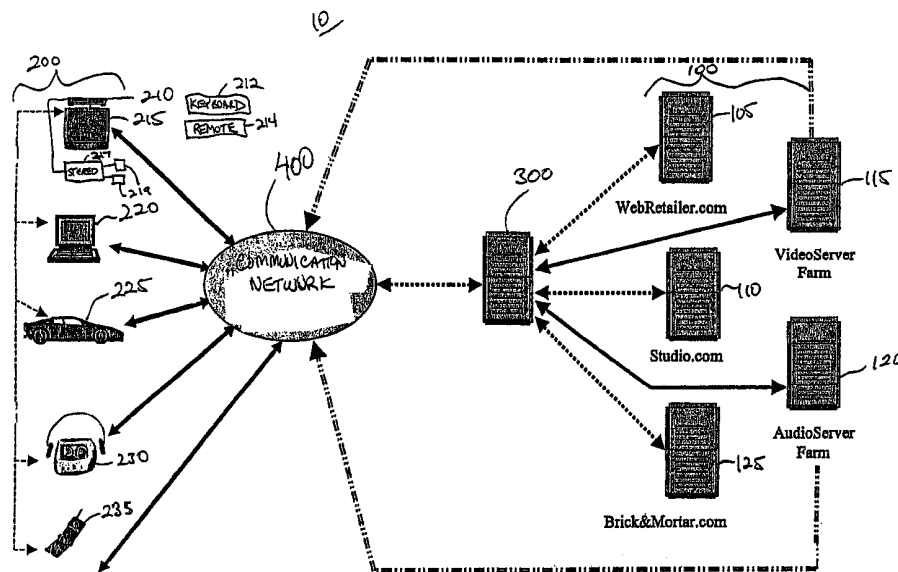 10
200
100
210
212
KEYBOARD
215
REMOTE
214
105
217
STEREO
219
400
300
115
220
WebRetailer.com
COMMUNICATION
NETWORK
VideoServer
Farm
225
110
Studio.com
120
230
125
AudioServer
Farm
235
Brick&Mortar.com